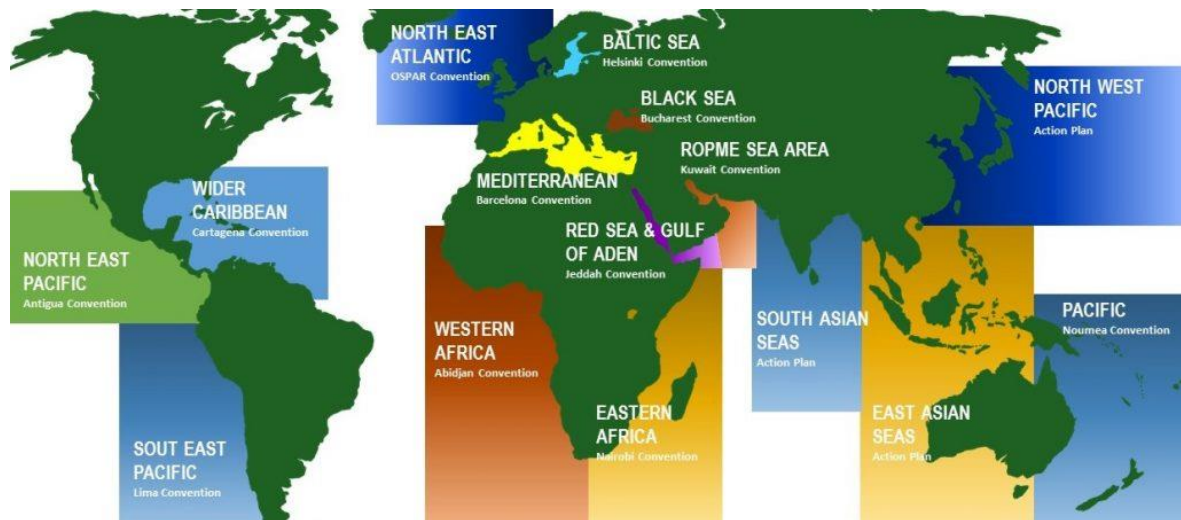 NORTH EAST
ATLANTIC
OSPAR Convention
BALTIC SEA
Helsinki Convention
BLACK SEA
Bucharest Convention
NORTH WEST
PACIFIC
Action Plan
ROPME SEA AREA
Kuwait Convention
WIDER
CARIBBEAN
Cartagena Convention
MEDITERRANEAN
Barcelona Convention
RED SEA & GULF
OF ADEN
Jeddah Convention
NORTH EAST
PACIFIC
Antigua Convention
WESTERN
AFRICA
Abidjan Convention
SOUTH ASIAN
SEAS
Action Plan
PACIFIC
Noumea Convention
EASTERN
AFRICA
Nairobi Convention
EAST ASIAN
SEAS
Action Plan
SOUT EAST
PACIFIC
Lima Convention